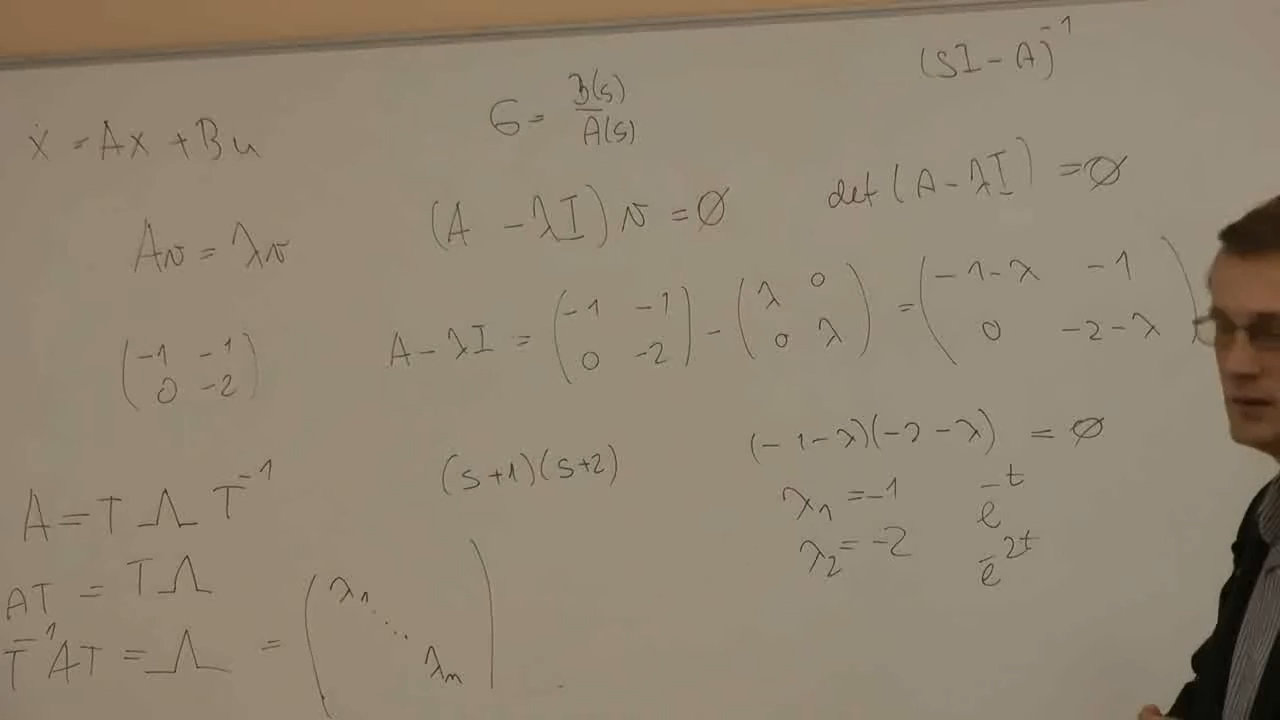 (sI - A)⁻¹
ẋ = Ax + Bu
G = B(s)/A(s)
Av = λv
(A - λI) v = ∅
det (A - λI) = ∅
(-1 -1
0 -2)
A - λI = (-1 -1
0 -2) - (λ 0
0 λ) = (-1-λ -1
0 -2-λ)
(s+1)(s+2)
(-1-λ)(-2-λ) = ∅
λ₁ = -1 e⁻ᵗ
λ₂ = -2 e⁻²ᵗ
A = T Λ T⁻¹
AT = TΛ
T⁻¹AT = Λ = (λ₁ ⋱ λₙ)